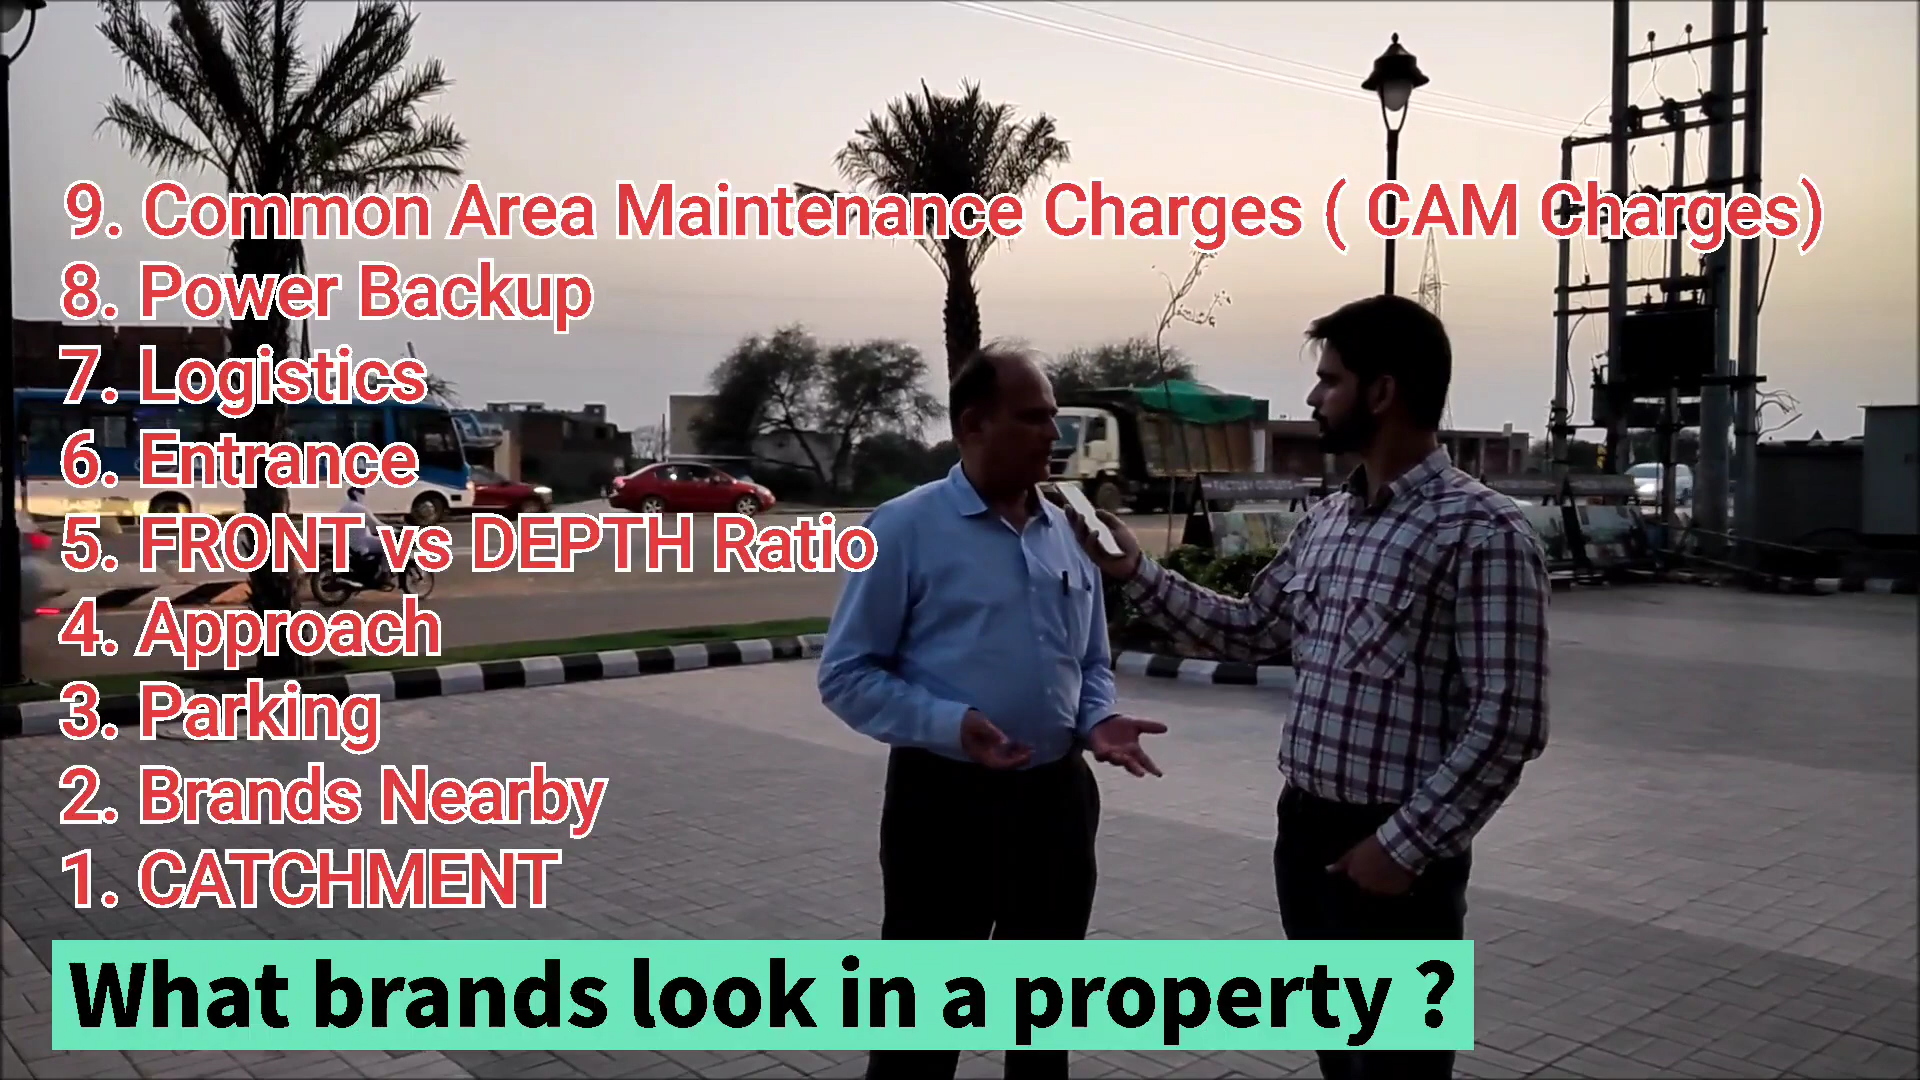 9. Common Area Maintenance Charges ( CAM Charges)
8. Power Backup
7. Logistics
6. Entrance
5. FRONT vs DEPTH Ratio
4. Approach
3. Parking
2. Brands Nearby
1. CATCHMENT
What brands look in a property ?